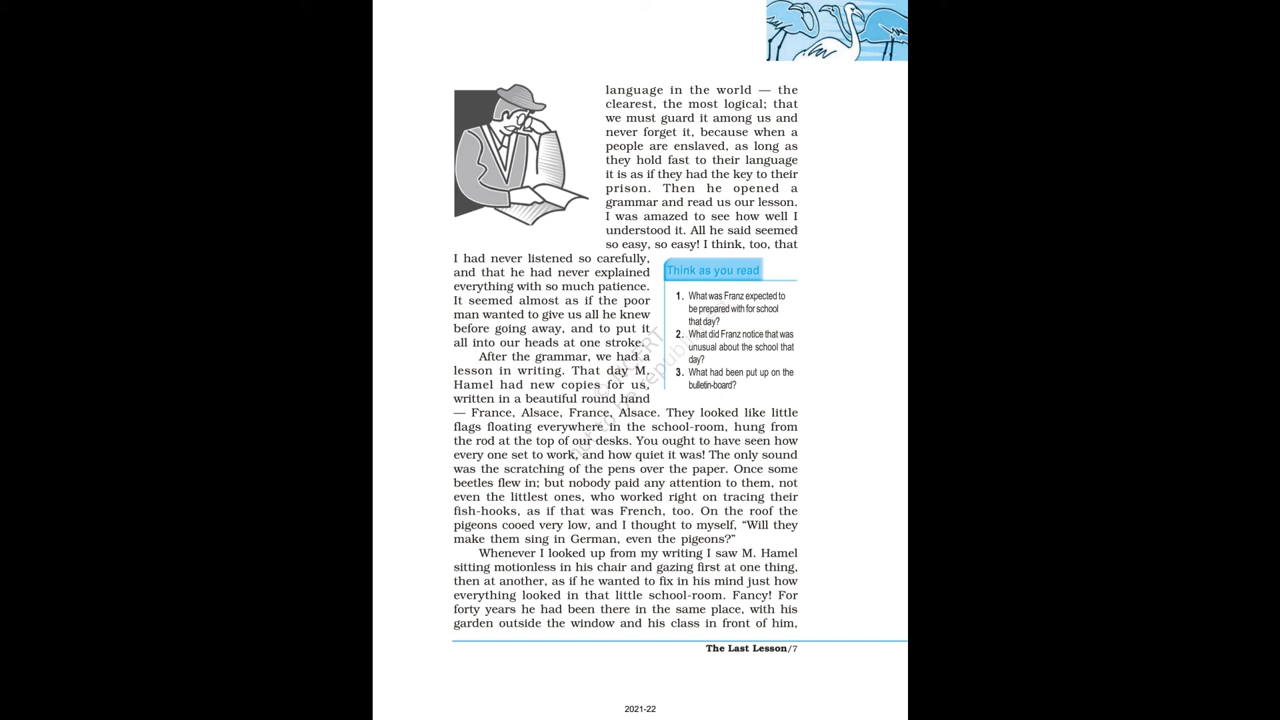 language in the world — the
clearest, the most logical; that
we must guard it among us and
never forget it, because when a
people are enslaved, as long as
they hold fast to their language
it is as if they had the key to their
prison. Then he opened a
grammar and read us our lesson.
I was amazed to see how well I
understood it. All he said seemed
so easy, so easy! I think, too, that
I had never listened so carefully,
and that he had never explained
everything with so much patience.
It seemed almost as if the poor
man wanted to give us all he knew
before going away, and to put it
all into our heads at one stroke.
After the grammar, we had a
lesson in writing. That day M.
Hamel had new copies for us,
written in a beautiful round hand
Think as you read
1. What was Franz expected to
be prepared with for school
that day?
2. What did Franz notice that was
unusual about the school that
day?
3. What had been put up on the
bulletin-board?
— France, Alsace, France, Alsace. They looked like little
flags floating everywhere in the school-room, hung from
the rod at the top of our desks. You ought to have seen how
every one set to work, and how quiet it was! The only sound
was the scratching of the pens over the paper. Once some
beetles flew in; but nobody paid any attention to them, not
even the littlest ones, who worked right on tracing their
fish-hooks, as if that was French, too. On the roof the
pigeons cooed very low, and I thought to myself, “Will they
make them sing in German, even the pigeons?”
Whenever I looked up from my writing I saw M. Hamel
sitting motionless in his chair and gazing first at one thing,
then at another, as if he wanted to fix in his mind just how
everything looked in that little school-room. Fancy! For
forty years he had been there in the same place, with his
garden outside the window and his class in front of him,
The Last Lesson/7
2021-22